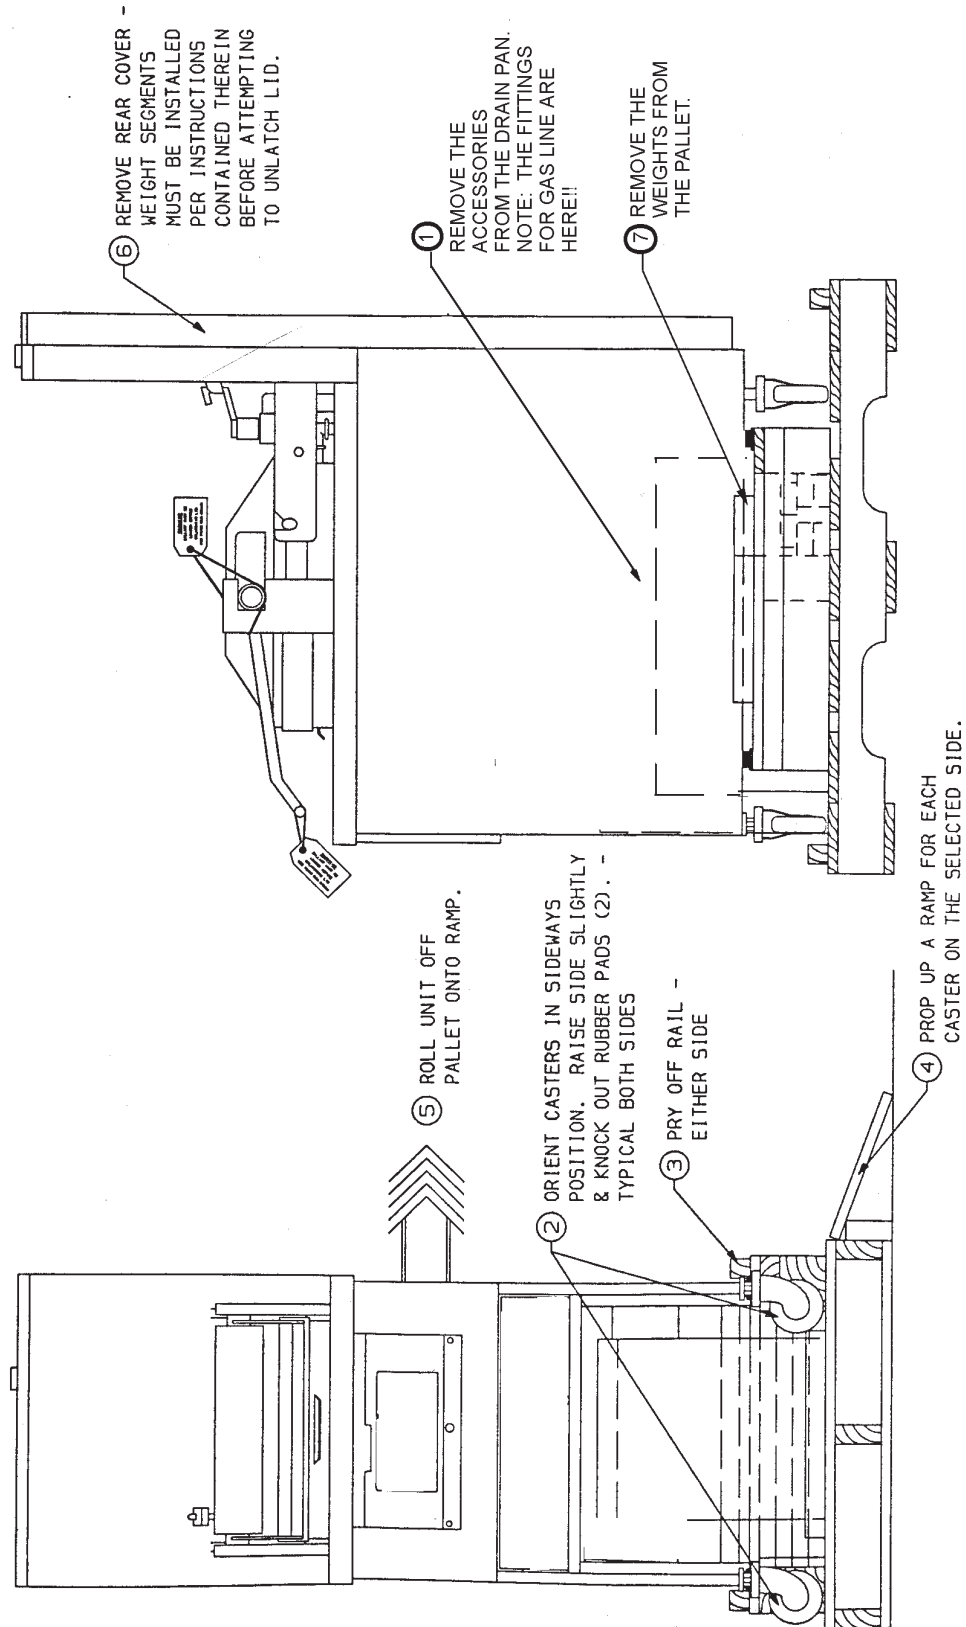 ⑥ REMOVE REAR COVER -
WEIGHT SEGMENTS
MUST BE INSTALLED
PER INSTRUCTIONS
CONTAINED THEREIN
BEFORE ATTEMPTING
TO UNLATCH LID.
①
REMOVE THE
ACCESSORIES
FROM THE DRAIN PAN.
NOTE: THE FITTINGS
FOR GAS LINE ARE
HERE!!
⑦ REMOVE THE
WEIGHTS FROM
THE PALLET.
⑤ ROLL UNIT OFF
PALLET ONTO RAMP.
② ORIENT CASTERS IN SIDEWAYS
POSITION. RAISE SIDE SLIGHTLY
& KNOCK OUT RUBBER PADS (2). -
TYPICAL BOTH SIDES
③ PRY OFF RAIL -
EITHER SIDE
④ PROP UP A RAMP FOR EACH
CASTER ON THE SELECTED SIDE.